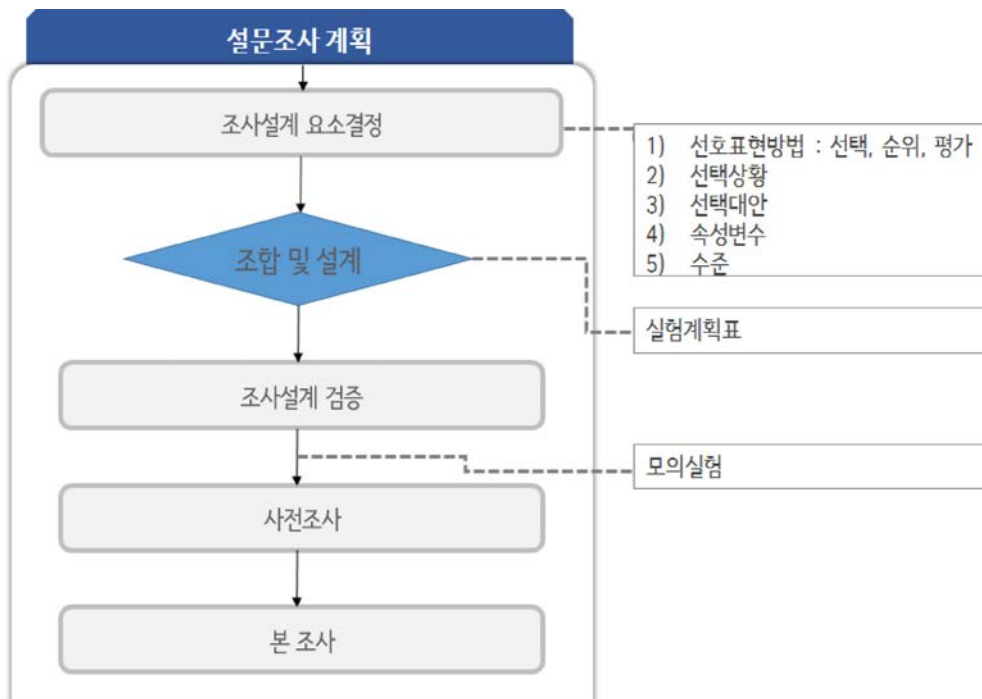 설문조사 계획
조사설계 요소결정
1) 선호표현방법 : 선택, 순위, 평가
2) 선택상황
3) 선택대안
4) 속성변수
5) 수준
조합 및 설계
실험계획표
조사설계 검증
모의실험
사전조사
본 조사